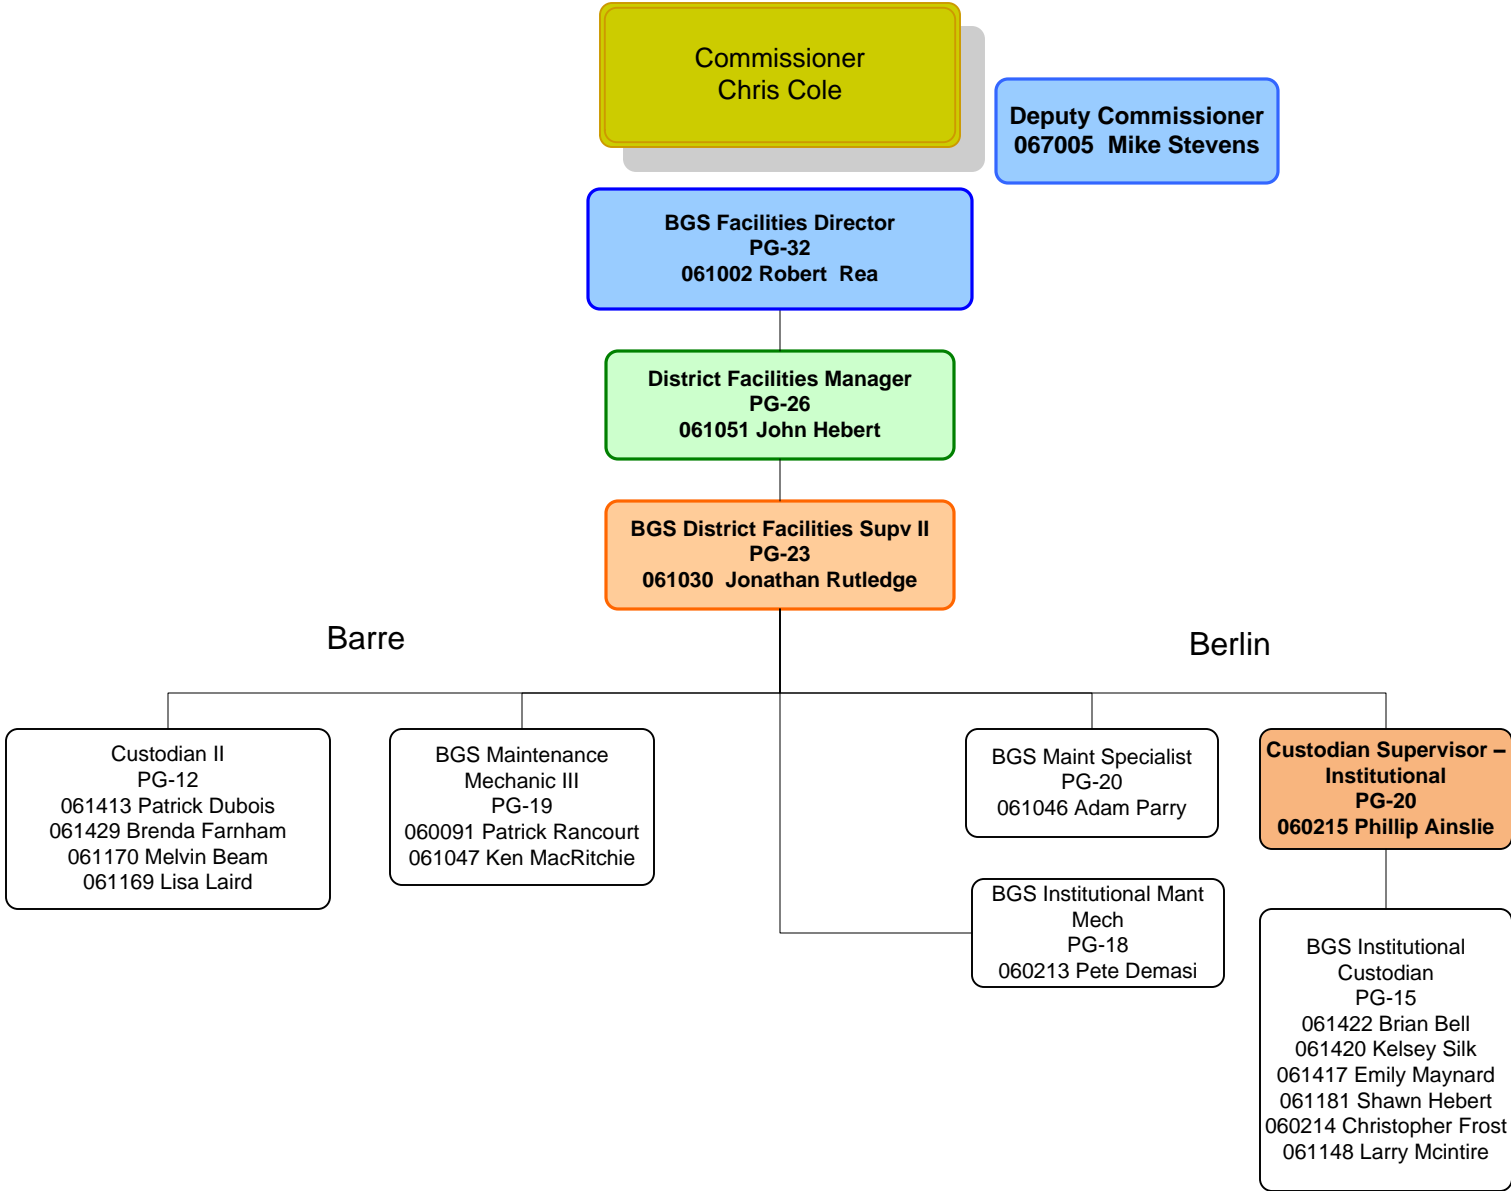 Commissioner
Chris Cole
Deputy Commissioner
067005  Mike Stevens
BGS Facilities Director
PG-32
061002 Robert  Rea
District Facilities Manager
PG-26
061051 John Hebert
BGS District Facilities Supv II
PG-23
061030  Jonathan Rutledge
Barre
Berlin
Custodian II
PG-12
061413 Patrick Dubois
061429 Brenda Farnham
061170 Melvin Beam
061169 Lisa Laird
BGS Maintenance
Mechanic III
PG-19
060091 Patrick Rancourt
061047 Ken MacRitchie
BGS Maint Specialist
PG-20
061046 Adam Parry
Custodian Supervisor –
Institutional
PG-20
060215 Phillip Ainslie
BGS Institutional Mant
Mech
PG-18
060213 Pete Demasi
BGS Institutional
Custodian
PG-15
061422 Brian Bell
061420 Kelsey Silk
061417 Emily Maynard
061181 Shawn Hebert
060214 Christopher Frost
061148 Larry Mcintire